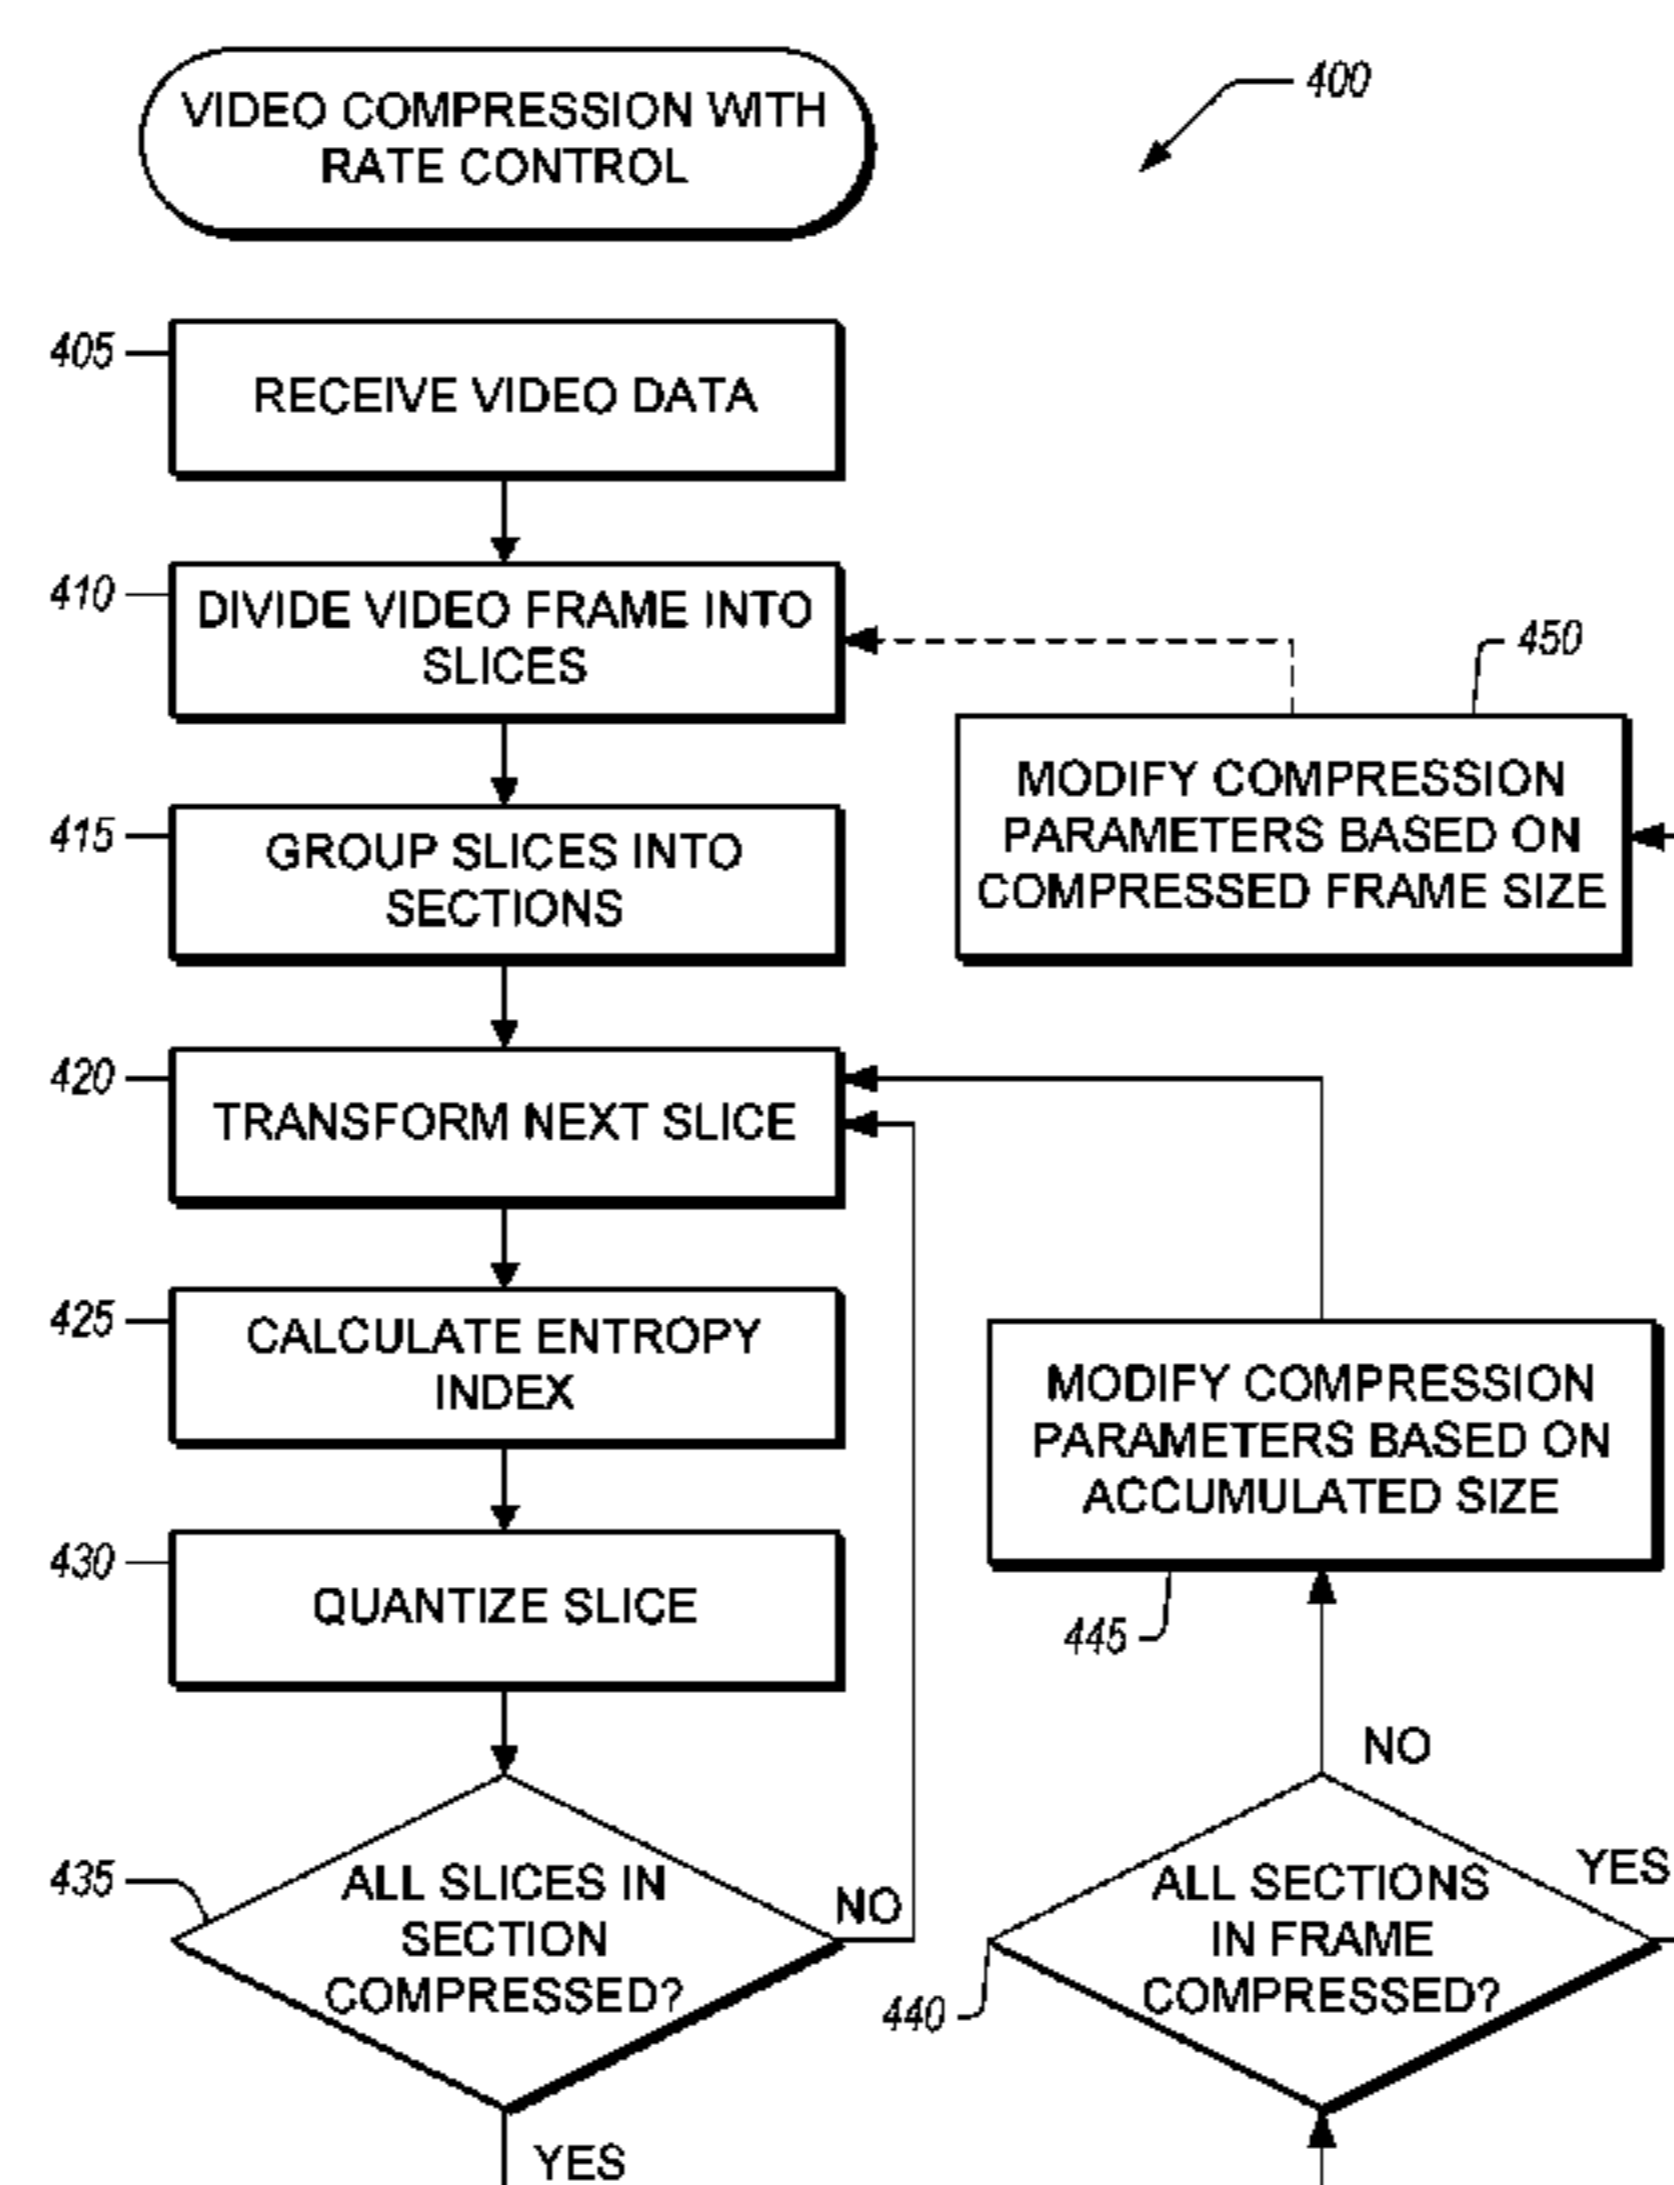 VIDEO COMPRESSION WITH
RATE CONTROL
400
405
RECEIVE VIDEO DATA
410
DIVIDE VIDEO FRAME INTO
SLICES
450
MODIFY COMPRESSION
PARAMETERS BASED ON
COMPRESSED FRAME SIZE
415
GROUP SLICES INTO
SECTIONS
420
TRANSFORM NEXT SLICE
425
CALCULATE ENTROPY
INDEX
MODIFY COMPRESSION
PARAMETERS BASED ON
ACCUMULATED SIZE
445
430
QUANTIZE SLICE
435
ALL SLICES IN
SECTION
COMPRESSED?
NO
YES
NO
440
ALL SECTIONS
IN FRAME
COMPRESSED?
YES